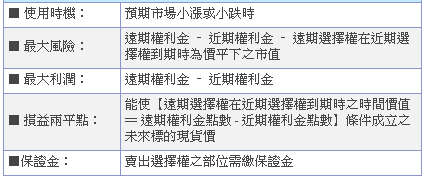 ■ 使用時機：
預期市場小漲或小跌時
■ 最大風險：
遠期權利金 － 近期權利金 － 遠期選擇權在近期選
擇權到期時為價平下之市值
■ 最大利潤：
遠期權利金 － 近期權利金
■ 損益兩平點：
能使【遠期選擇權在近期選擇權到期時之時間價值
＝ 遠期權利金點數 - 近期權利金點數】條件成立之
未來標的現貨價
■保證金：
賣出選擇權之部位需繳保證金